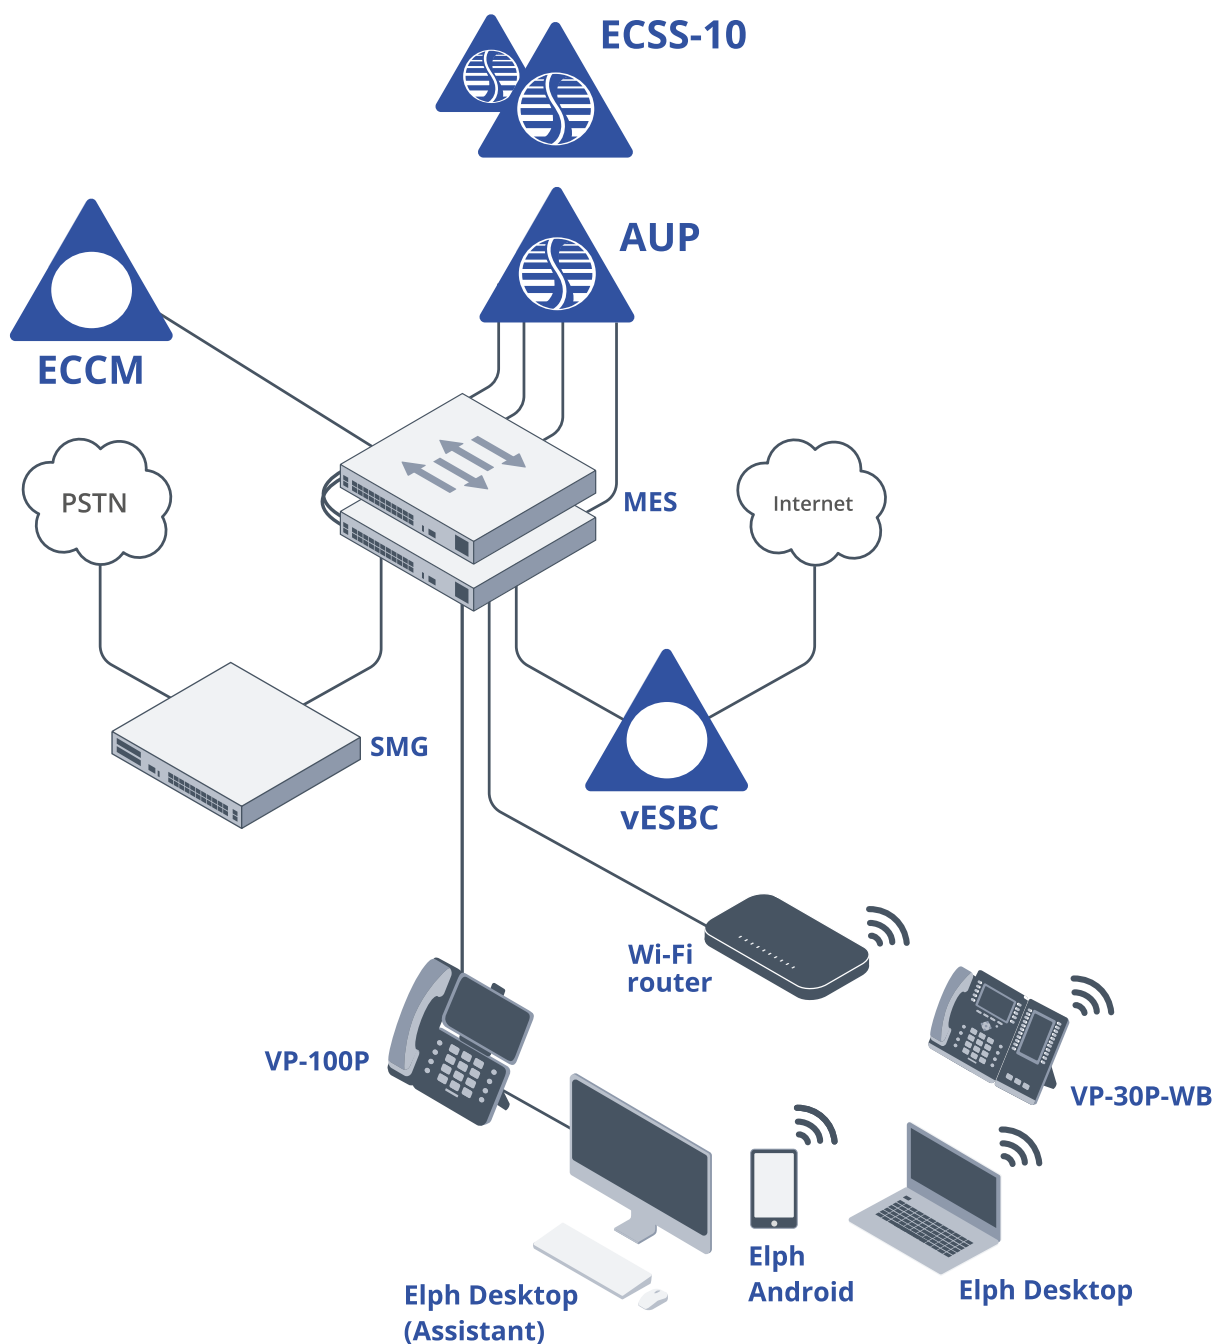 ECSS-10
AUP
ECCM
PSTN
MES
Internet
SMG
vESBC
Wi-Fi
router
VP-100P
VP-30P-WB
Elph
Android
Elph Desktop
Elph Desktop
(Assistant)